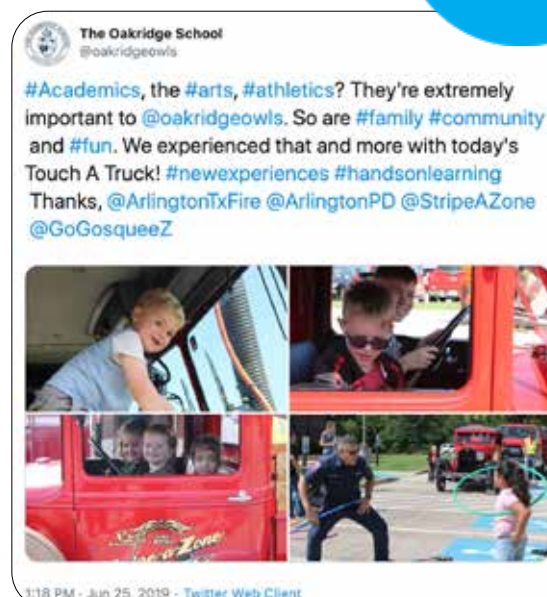 The Oakridge School
@oakridgeowls
#Academics, the #arts, #athletics? They're extremely
important to @oakridgeowls. So are #family #community
and #fun. We experienced that and more with today's
Touch A Truck! #newexperiences #handsonlearning
Thanks, @ArlingtonTxFire @ArlingtonPD @StripeAZone
@GoGosqueeZ
1:18 PM · Jun 25, 2019 · Twitter Web Client